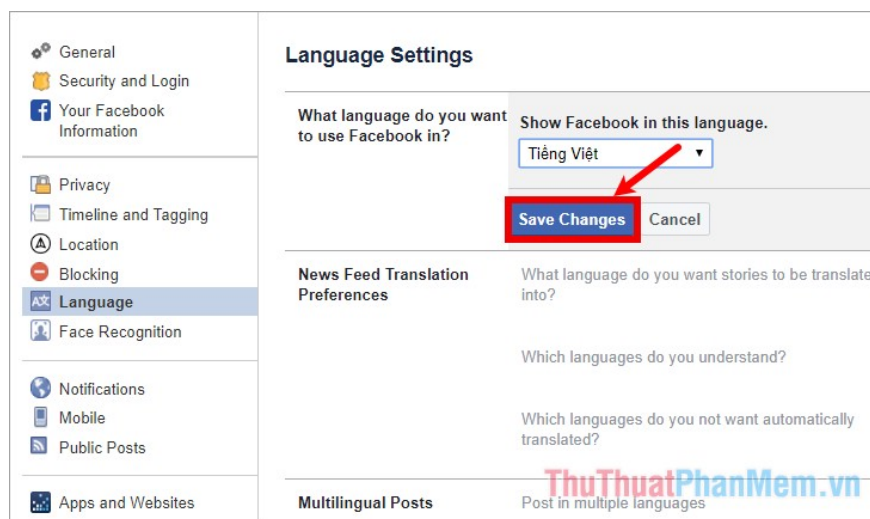 General
Security and Login
Your Facebook
Information
Privacy
Timeline and Tagging
Location
Blocking
Language
Face Recognition
Notifications
Mobile
Public Posts
Apps and Websites
Language Settings
What language do you want
to use Facebook in?
Show Facebook in this language.
Tiếng Việt
Save Changes
Cancel
News Feed Translation
Preferences
What language do you want stories to be translate
into?
Which languages do you understand?
Which languages do you not want automatically
translated?
Multilingual Posts
Post in multiple languages
ThuThuatPhanMem.vn